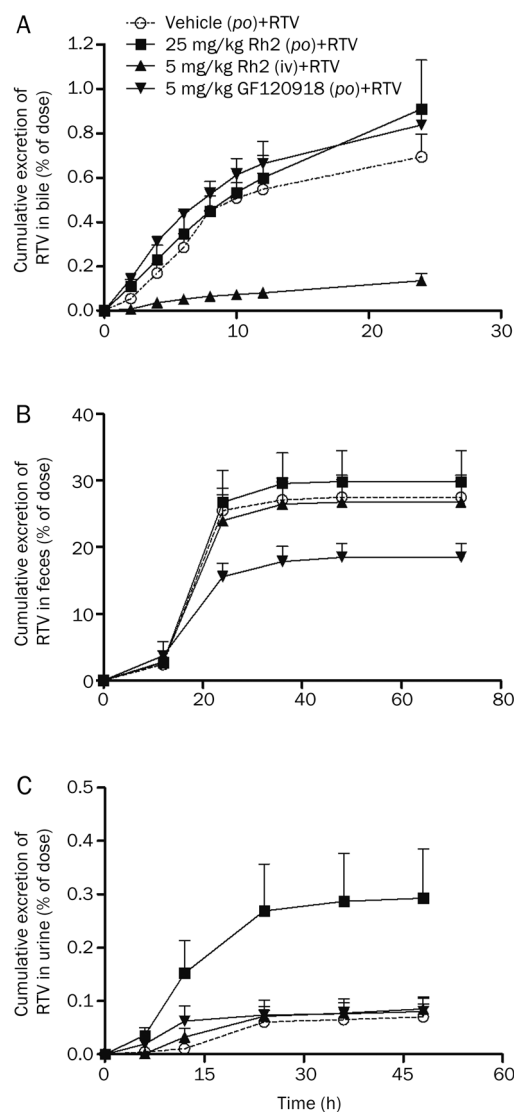 A
Vehicle (po)+RTV
25 mg/kg Rh2 (po)+RTV
5 mg/kg Rh2 (iv)+RTV
5 mg/kg GF120918 (po)+RTV
Cumulative excretion of
RTV in bile (% of dose)
1.2
1.0
0.8
0.6
0.4
0.2
0.0
0 10 20 30
B
Cumulative excretion of
RTV in feces (% of dose)
40
30
20
10
0
0 20 40 60 80
C
Cumulative excretion of
RTV in urine (% of dose)
0.5
0.4
0.3
0.2
0.1
0.0
0 15 30 45 60
Time (h)